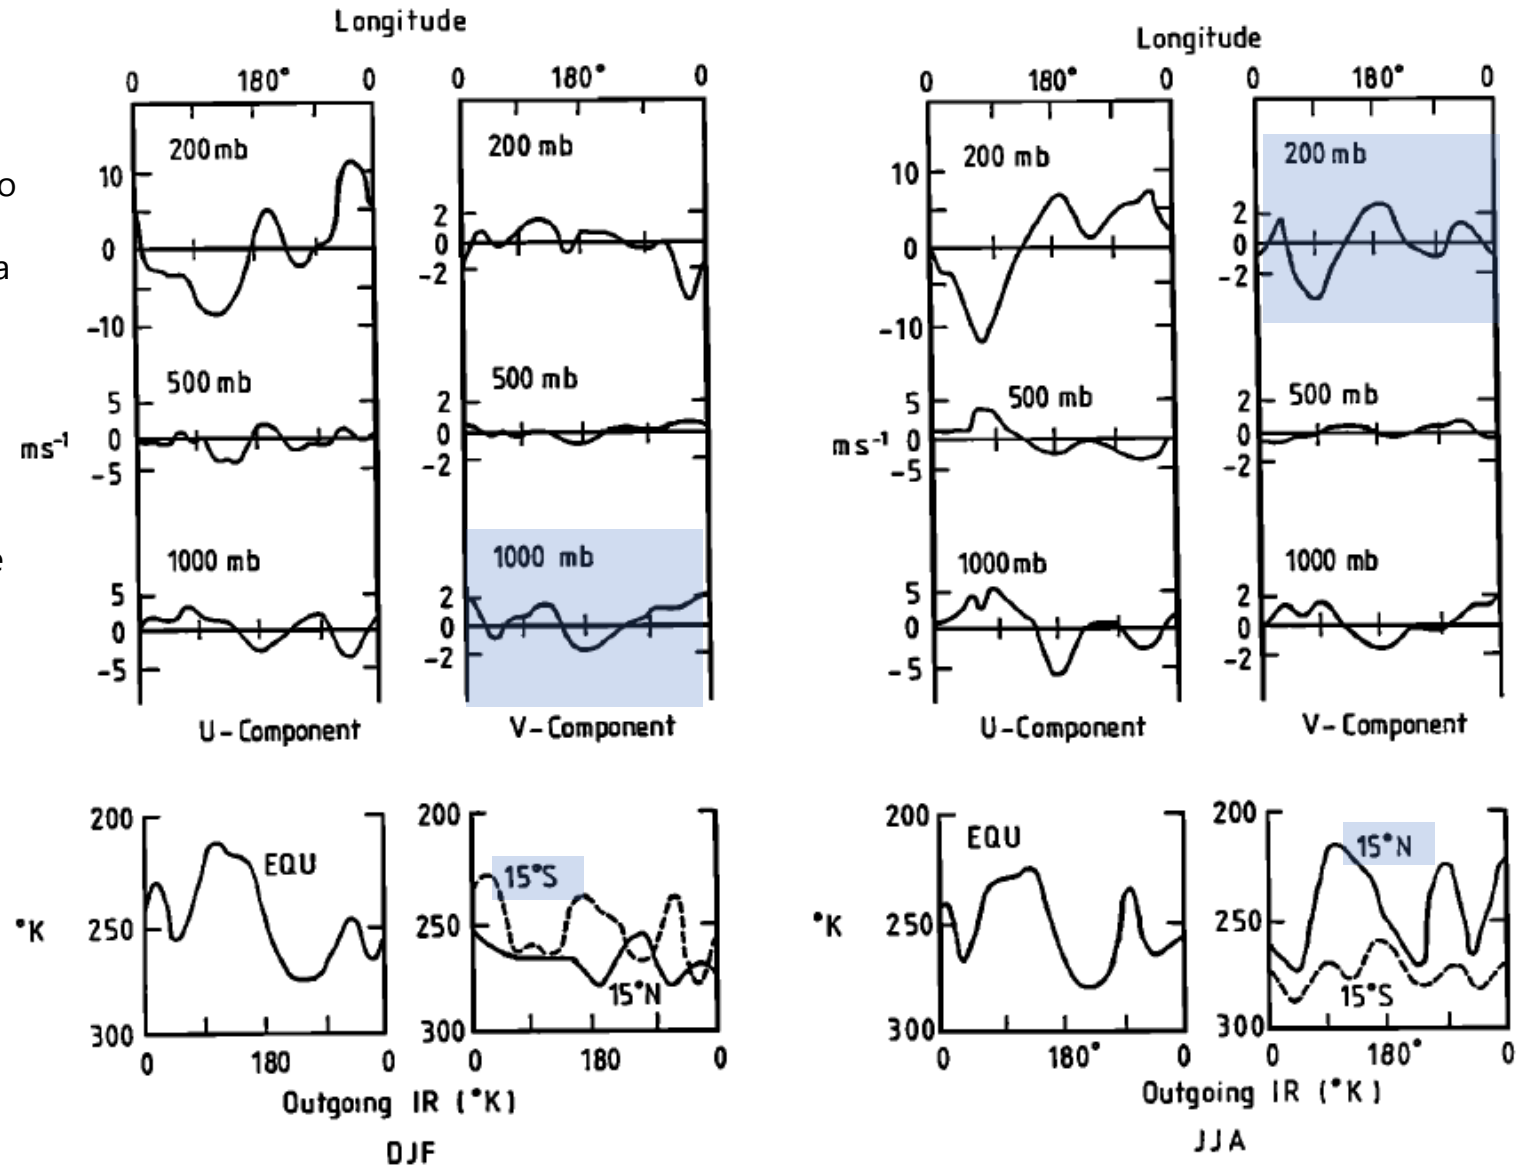 Longitude
0 180° 0
0 180° 0
200 mb
10
0
-10
200 mb
2
0
-2
500 mb
5
0
-5
ms⁻¹
500 mb
2
0
-2
1000 mb
5
0
-5
1000 mb
2
0
-2
U-Component
V-Component
200
250
300
°K
EQU
0 180 0
200
250
300
15°S
15°N
0 180 0
Outgoing IR (°K)
DJF
Longitude
0 180° 0
0 180° 0
200 mb
10
0
-10
200 mb
2
0
-2
500 mb
5
0
-5
ms⁻¹
500 mb
2
0
-2
1000mb
5
0
-5
1000 mb
2
0
-2
U-Component
V-Component
200
250
300
°K
EQU
0 180° 0
200
250
300
15°N
15°S
0 180° 0
Outgoing IR (°K)
JJA
o
a
e